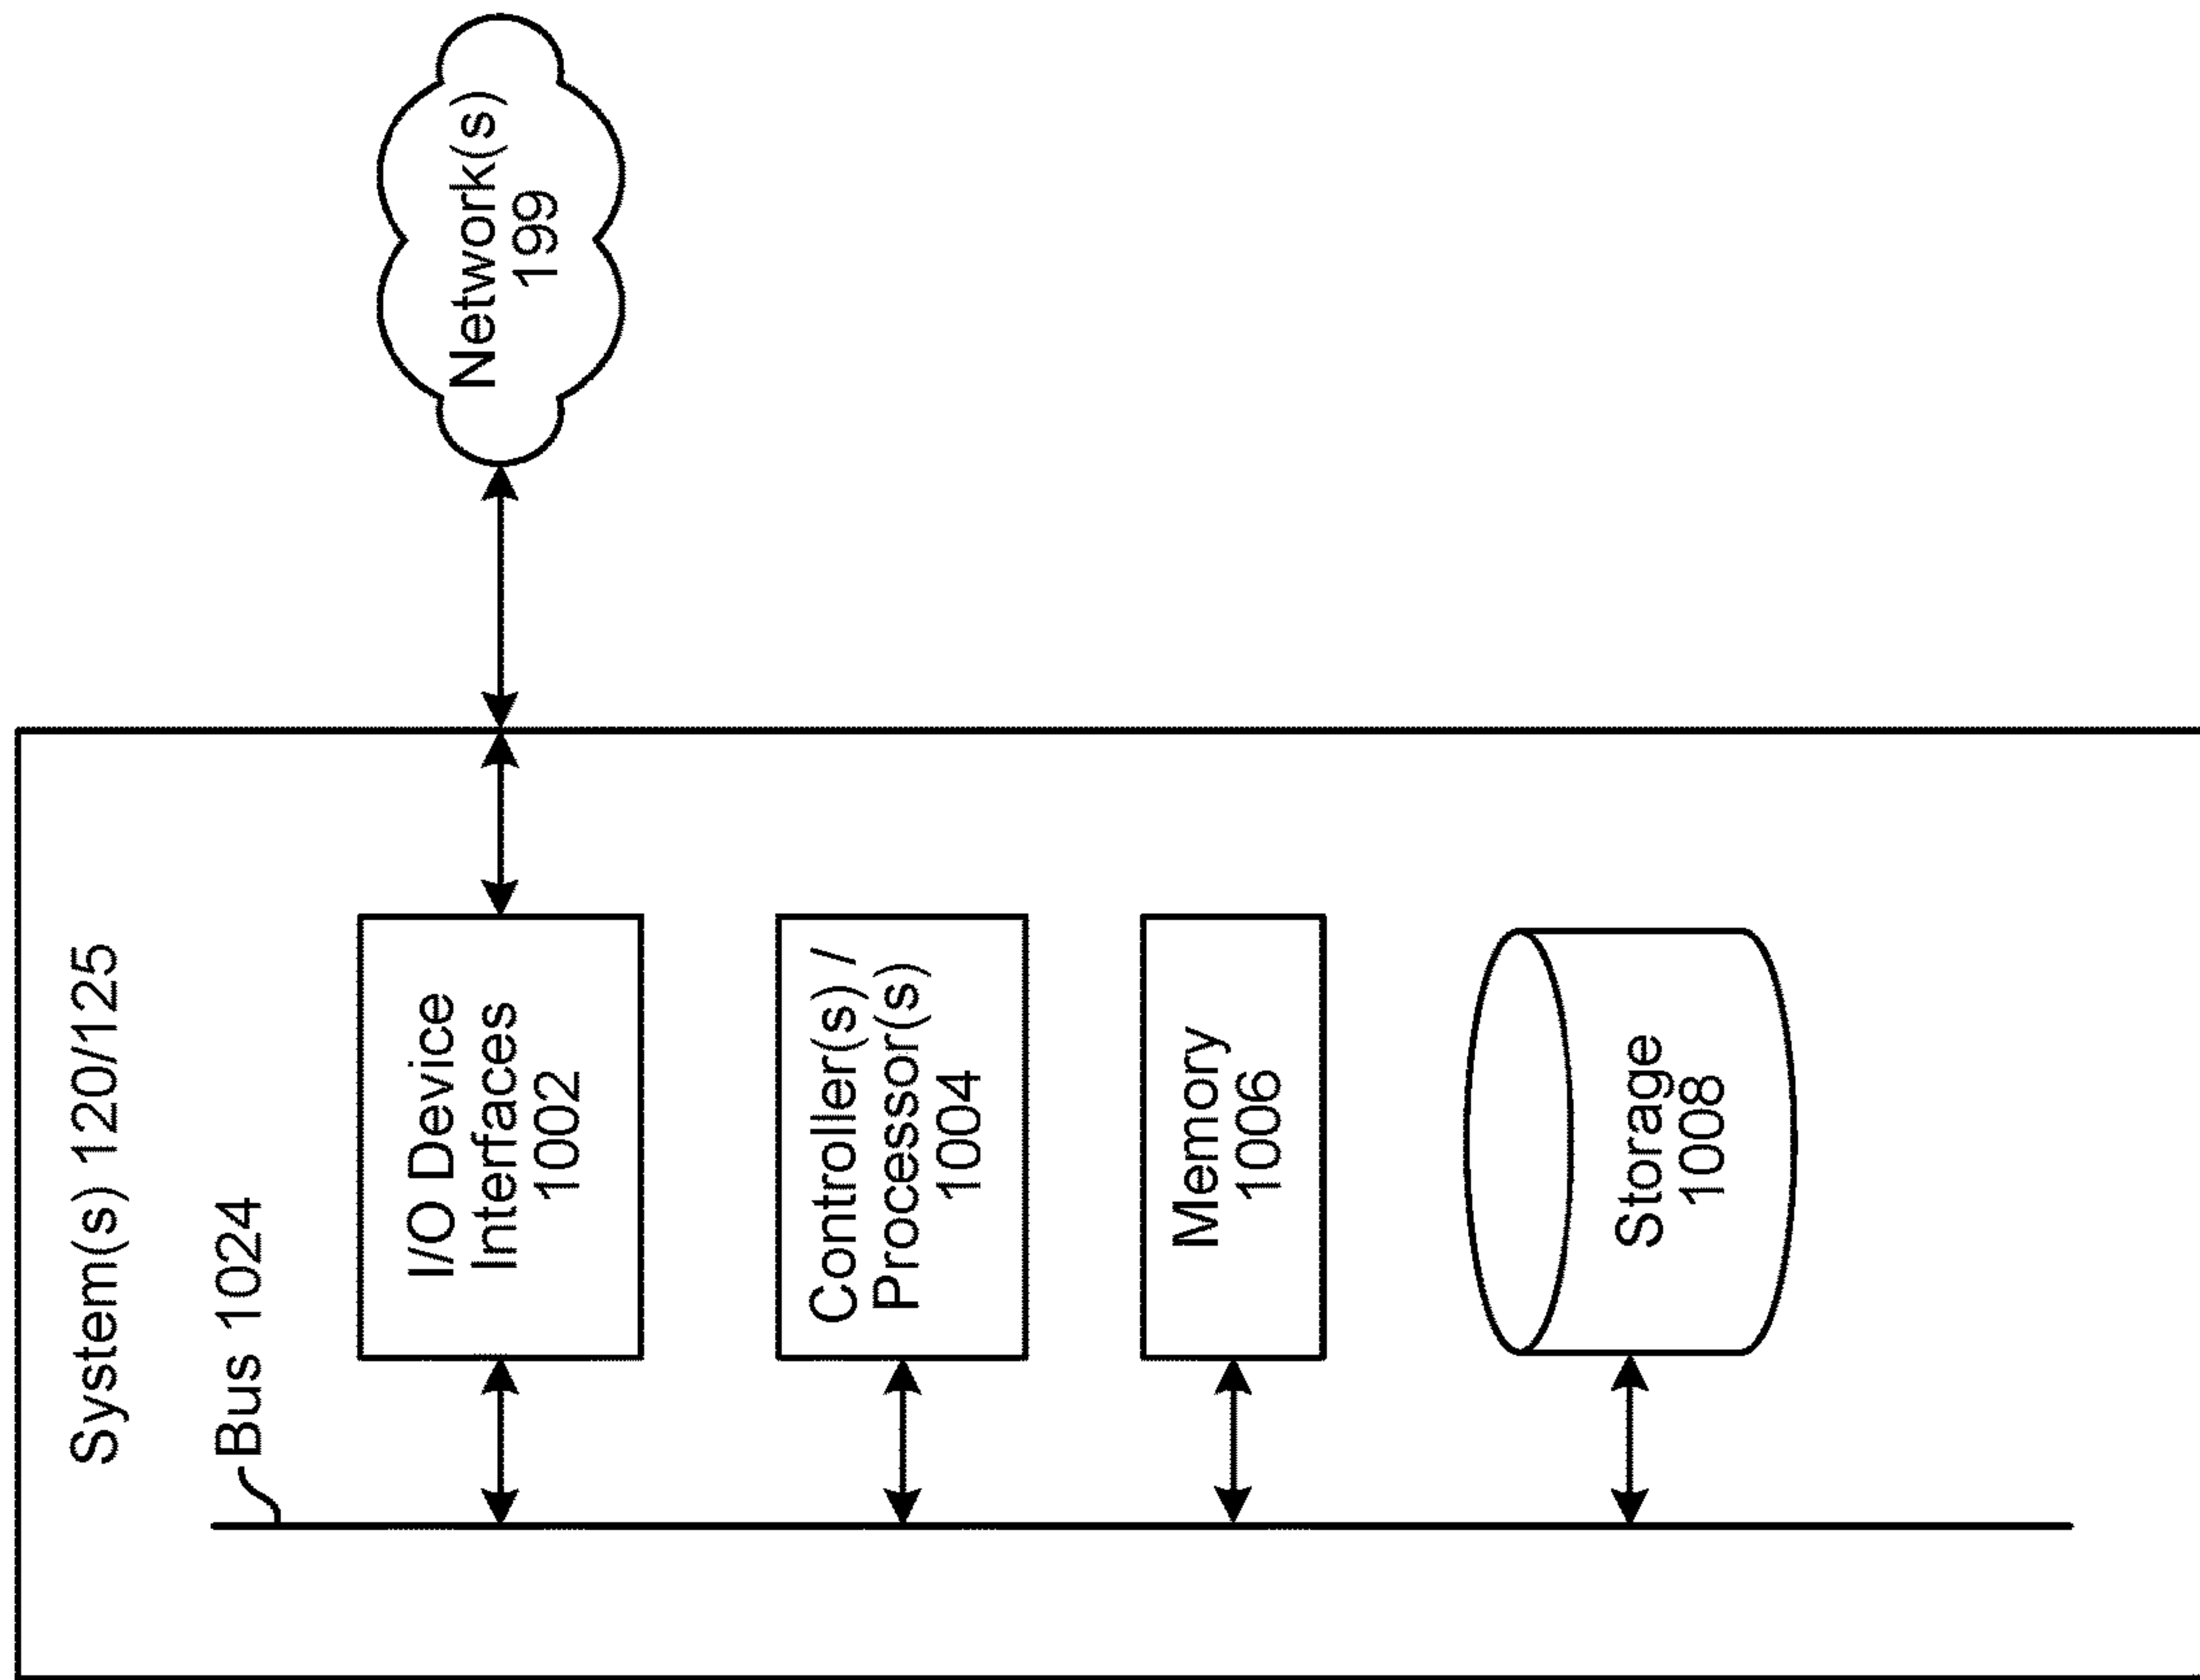 System(s) 120/125
Bus 1024
I/O Device
Interfaces
1002
Network(s)
199
Controller(s) /
Processor(s)
1004
Memory
1006
Storage
1008